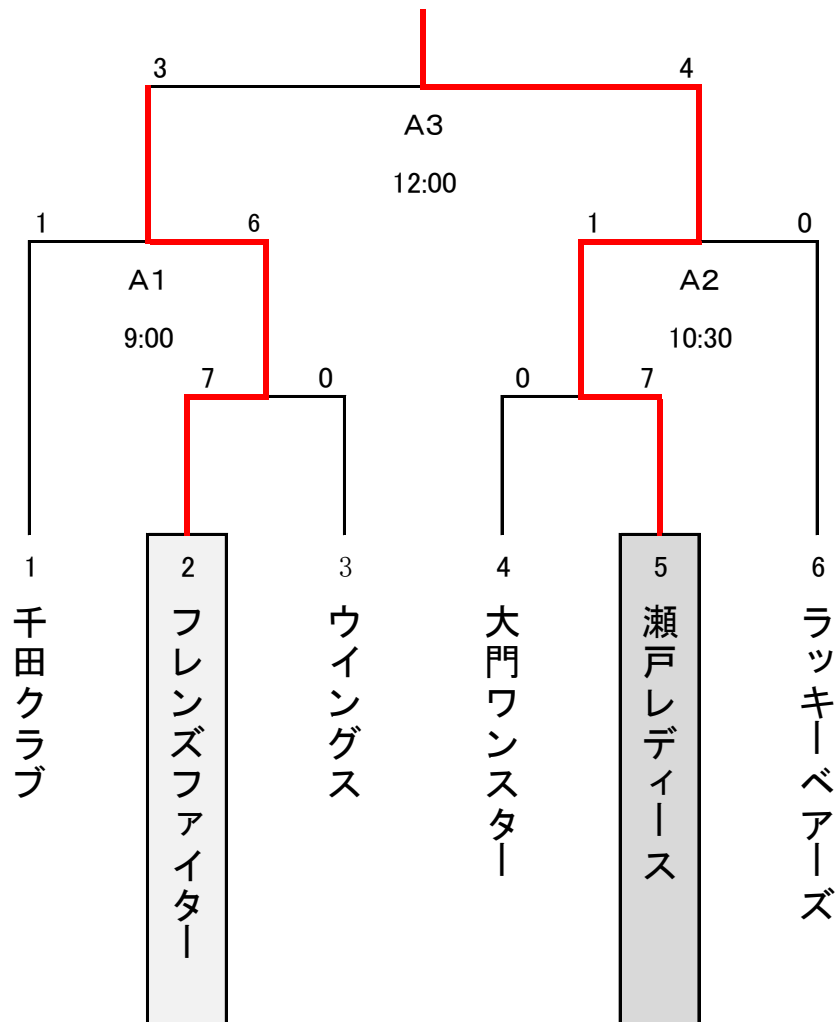 3 4
A3
12:00
1 6 1 0
A1 A2
9:00 10:30
7 0 0 7
1 2 3 4 5 6
千田クラブ
フレンズファイター
ウイングス
大門ワンスター
瀬戸レディース
ラッキーベアーズ